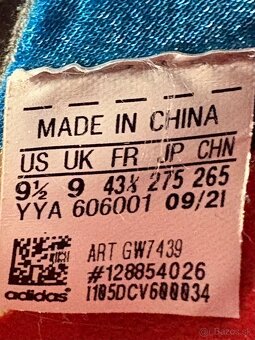 MADE IN CHINA
US UK FR JP CHN
9½ 9 43⅓ 275 265
YYA 606001 09/21
ART GW7439
#128854026
adidas I105DCV600034